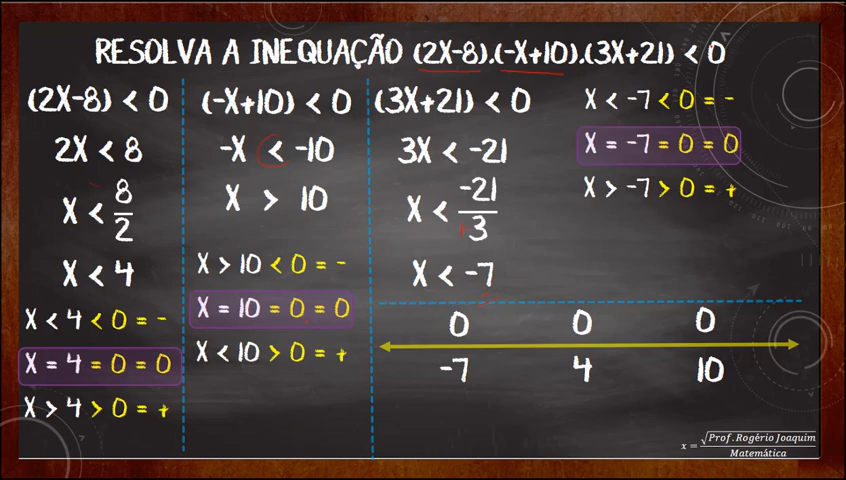 RESOLVA A INEQUAÇÃO (2X-8).(-X+10).(3X+21) < 0
(2X-8) < 0
2X < 8
X < 8/2
X < 4
X < 4 < 0 = -
X = 4 = 0 = 0
X > 4 > 0 = +
(-X+10) < 0
-X < -10
X > 10
X > 10 < 0 = -
X = 10 = 0 = 0
X < 10 > 0 = +
(3X+21) < 0
3X < -21
X < -21/3
X < -7
X < -7 < 0 = -
X = -7 = 0 = 0
X > -7 > 0 = +
0 0 0
-7 4 10
x = √Prof.Rogério Joaquim/Matemática